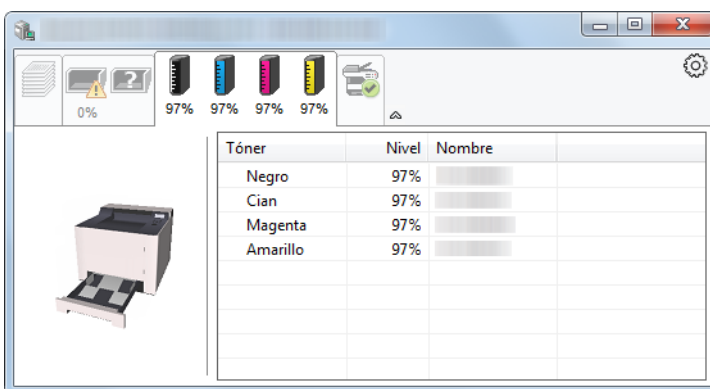 0%
97%
97%
97%
97%
Tóner Nivel Nombre
Negro 97%
Cian 97%
Magenta 97%
Amarillo 97%